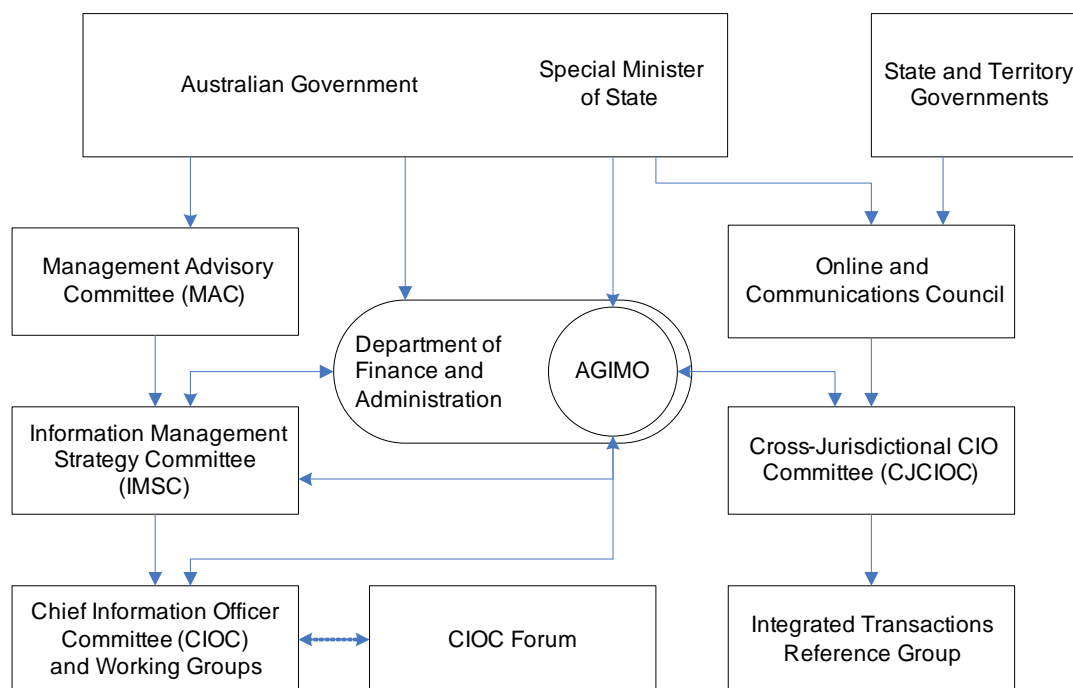 Australian Government
Special Minister
of State
State and Territory
Governments
Management Advisory
Committee (MAC)
Online and
Communications Council
Department of
Finance and
Administration
AGIMO
Information Management
Strategy Committee
(IMSC)
Cross-Jurisdictional CIO
Committee (CJCIOC)
Chief Information Officer
Committee (CIOC)
and Working Groups
CIOC Forum
Integrated Transactions
Reference Group